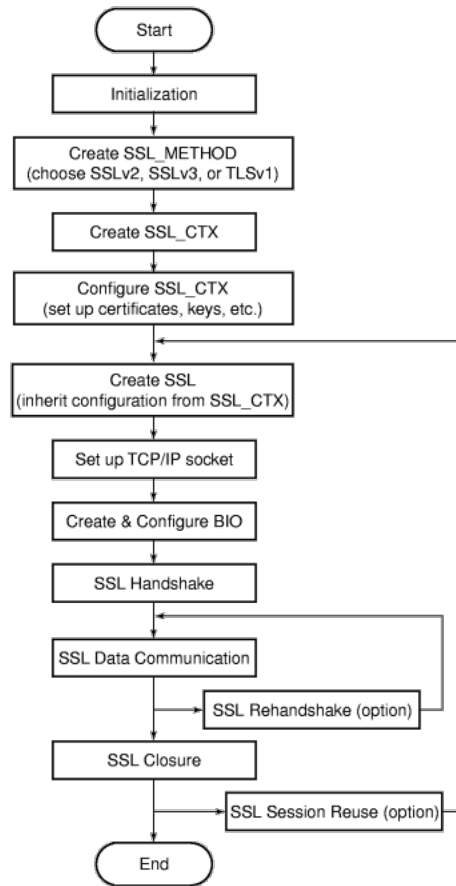 Start
Initialization
Create SSL_METHOD
(choose SSLv2, SSLv3, or TLSv1)
Create SSL_CTX
Configure SSL_CTX
(set up certificates, keys, etc.)
Create SSL
(inherit configuration from SSL_CTX)
Set up TCP/IP socket
Create & Configure BIO
SSL Handshake
SSL Data Communication
SSL Rehandshake (option)
SSL Closure
SSL Session Reuse (option)
End